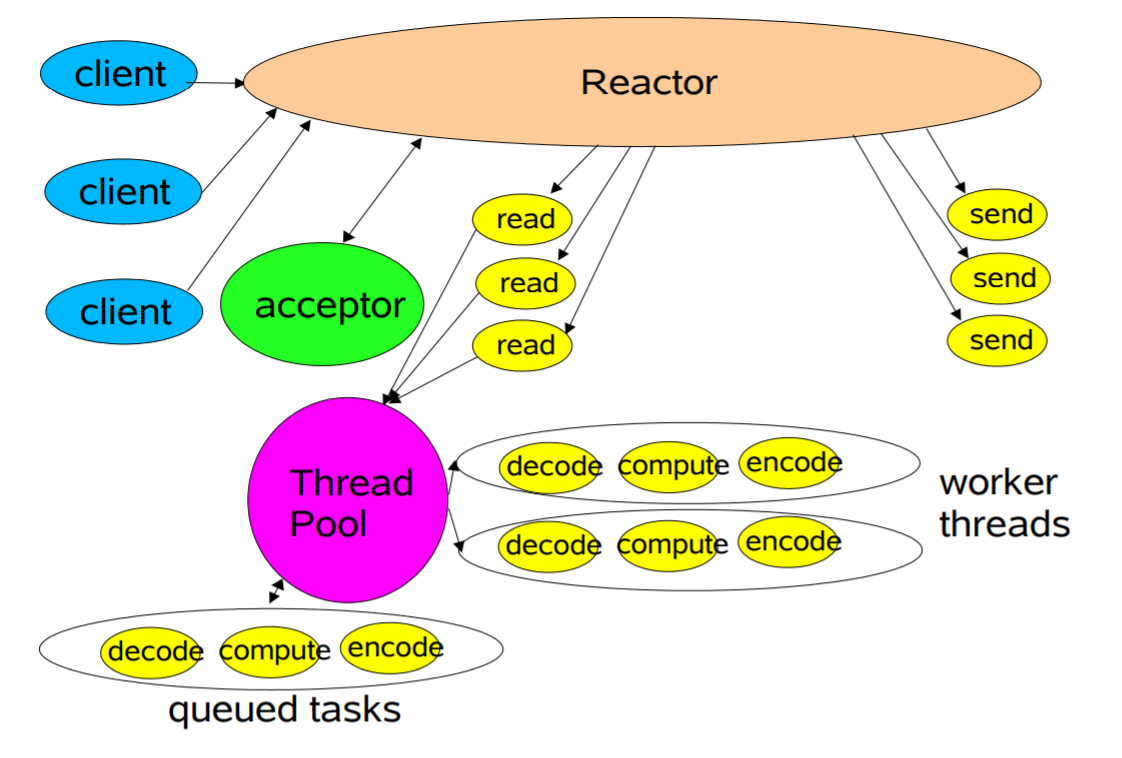 client
Reactor
client
client
acceptor
read
read
read
send
send
send
Thread
Pool
decode compute encode
decode compute encode
worker
threads
decode compute encode
queued tasks